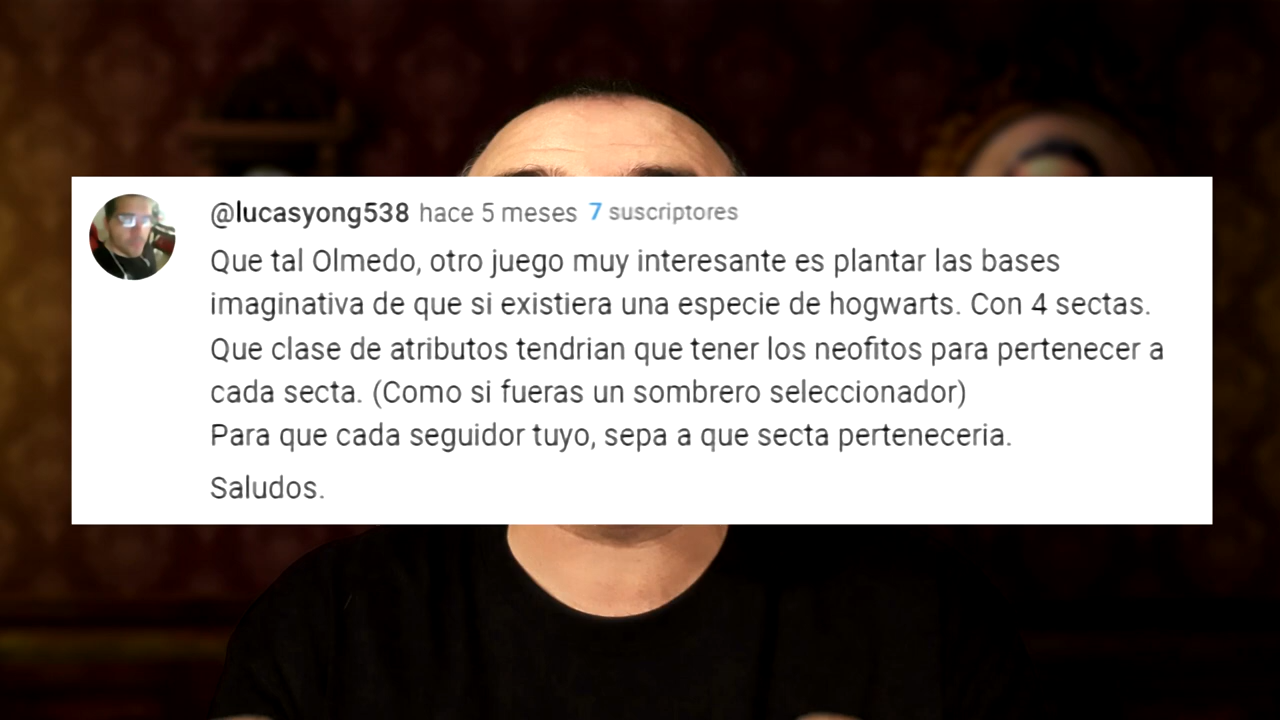 @lucasyong538 hace 5 meses 7 suscriptores
Que tal Olmedo, otro juego muy interesante es plantar las bases
imaginativa de que si existiera una especie de hogwarts. Con 4 sectas.
Que clase de atributos tendrian que tener los neofitos para pertenecer a
cada secta. (Como si fueras un sombrero seleccionador)
Para que cada seguidor tuyo, sepa a que secta perteneceria.
Saludos.